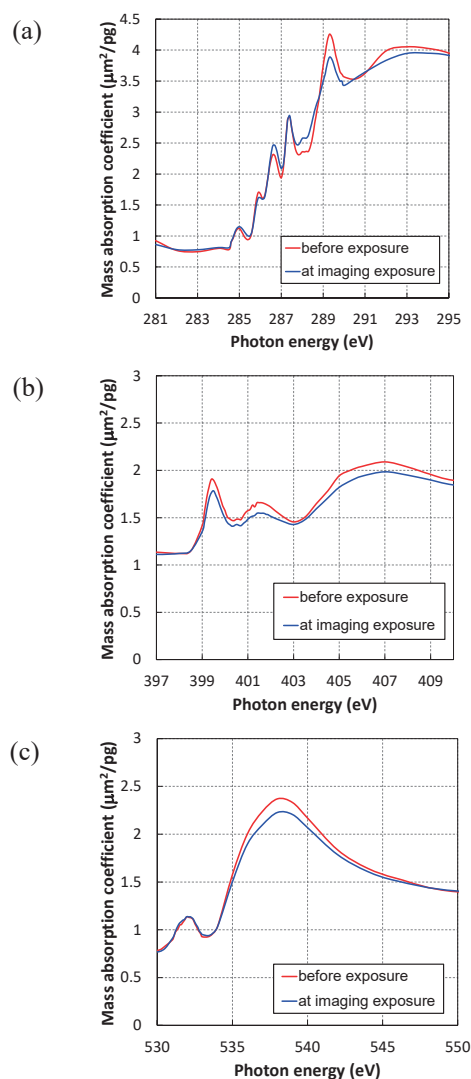 (a)
Mass absorption coefficient (μm²/pg)
4.5
4
3.5
3
2.5
2
1.5
1
0.5
0
before exposure
at imaging exposure
281 283 285 287 289 291 293 295
Photon energy (eV)
(b)
Mass absorption coefficient (μm²/pg)
3
2.5
2
1.5
1
0.5
0
before exposure
at imaging exposure
397 399 401 403 405 407 409
Photon energy (eV)
(c)
Mass absorption coefficient (μm²/pg)
3
2.5
2
1.5
1
0.5
0
before exposure
at imaging exposure
530 535 540 545 550
Photon energy (eV)